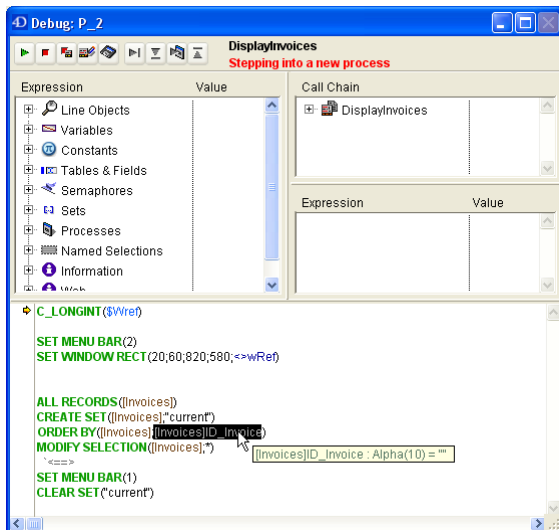 Debug: P_2
DisplayInvoices
Stepping into a new process
Expression Value
Line Objects
Variables
Constants
Tables & Fields
Semaphores
Sets
Processes
Named Selections
Information
Web
Call Chain
DisplayInvoices
Expression Value
C_LONGINT($Wref)
SET MENU BAR(2)
SET WINDOW RECT(20;60;820;580;<>wRef)
ALL RECORDS([Invoices])
CREATE SET([Invoices];"current")
ORDER BY([Invoices];[Invoices]ID_Invoice)
MODIFY SELECTION([Invoices];*)
[Invoices]ID_Invoice : Alpha(10) = ""
`<==>
SET MENU BAR(1)
CLEAR SET("current")